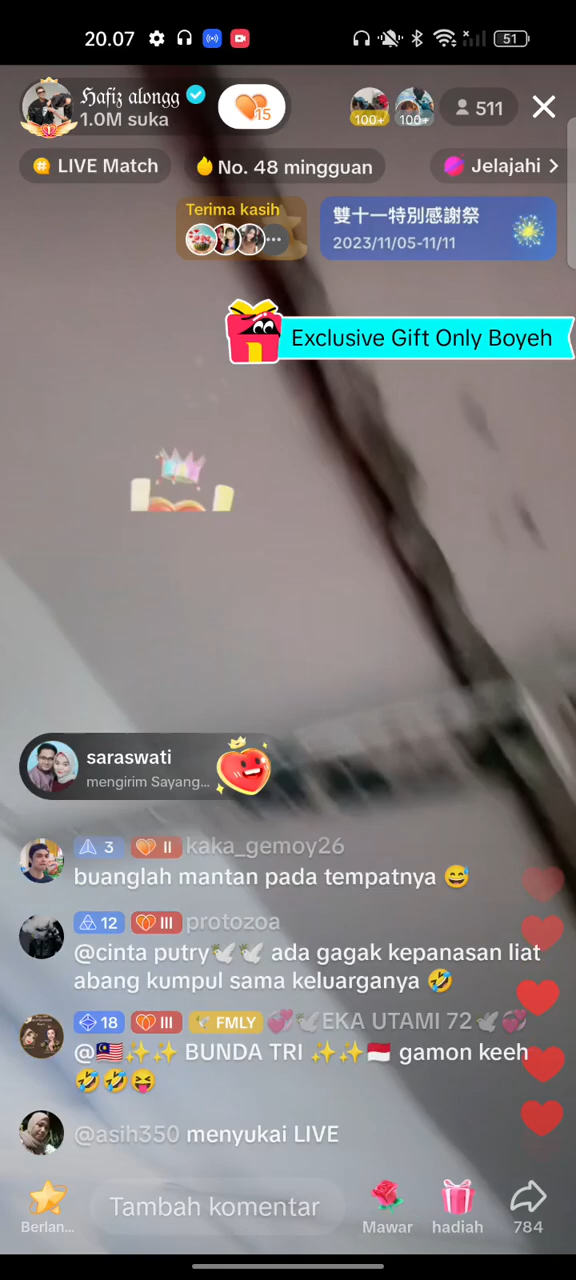 20.07
51
ℌ𝔞𝔣𝔦𝔷 𝔞𝔩𝔬𝔫𝔤𝔤
1.0M suka
15
100+
100+
511
LIVE Match
No. 48 mingguan
Jelajahi
Terima kasih
雙十一特別感謝祭
2023/11/05-11/11
Exclusive Gift Only Boyeh
saraswati
mengirim Sayang...
3 II kaka_gemoy26
buanglah mantan pada tempatnya 😅
12 III protozoa
@cinta putry🕊️🕊️ ada gagak kepanasan liat
abang kumpul sama keluarganya 🤣
18 III FMLY 💞🕊️EKA UTAMI 72🕊️💞
@🇲🇾✨✨ BUNDA TRI ✨✨🇮🇩 gamon keeh
🤣🤣😝
@asih350 menyukai LIVE
Berlan...
Tambah komentar
Mawar
hadiah
784